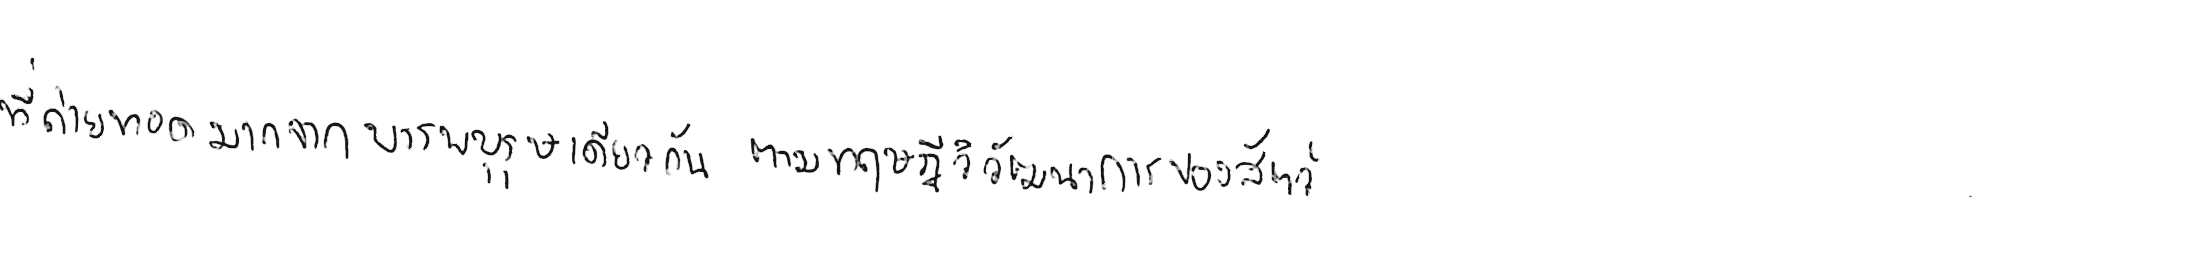 ที่ถ่ายทอดมากจากบารพบุรุษเดียวกัน ตามทฤษฎีวิวัฒนาการของสัตว์